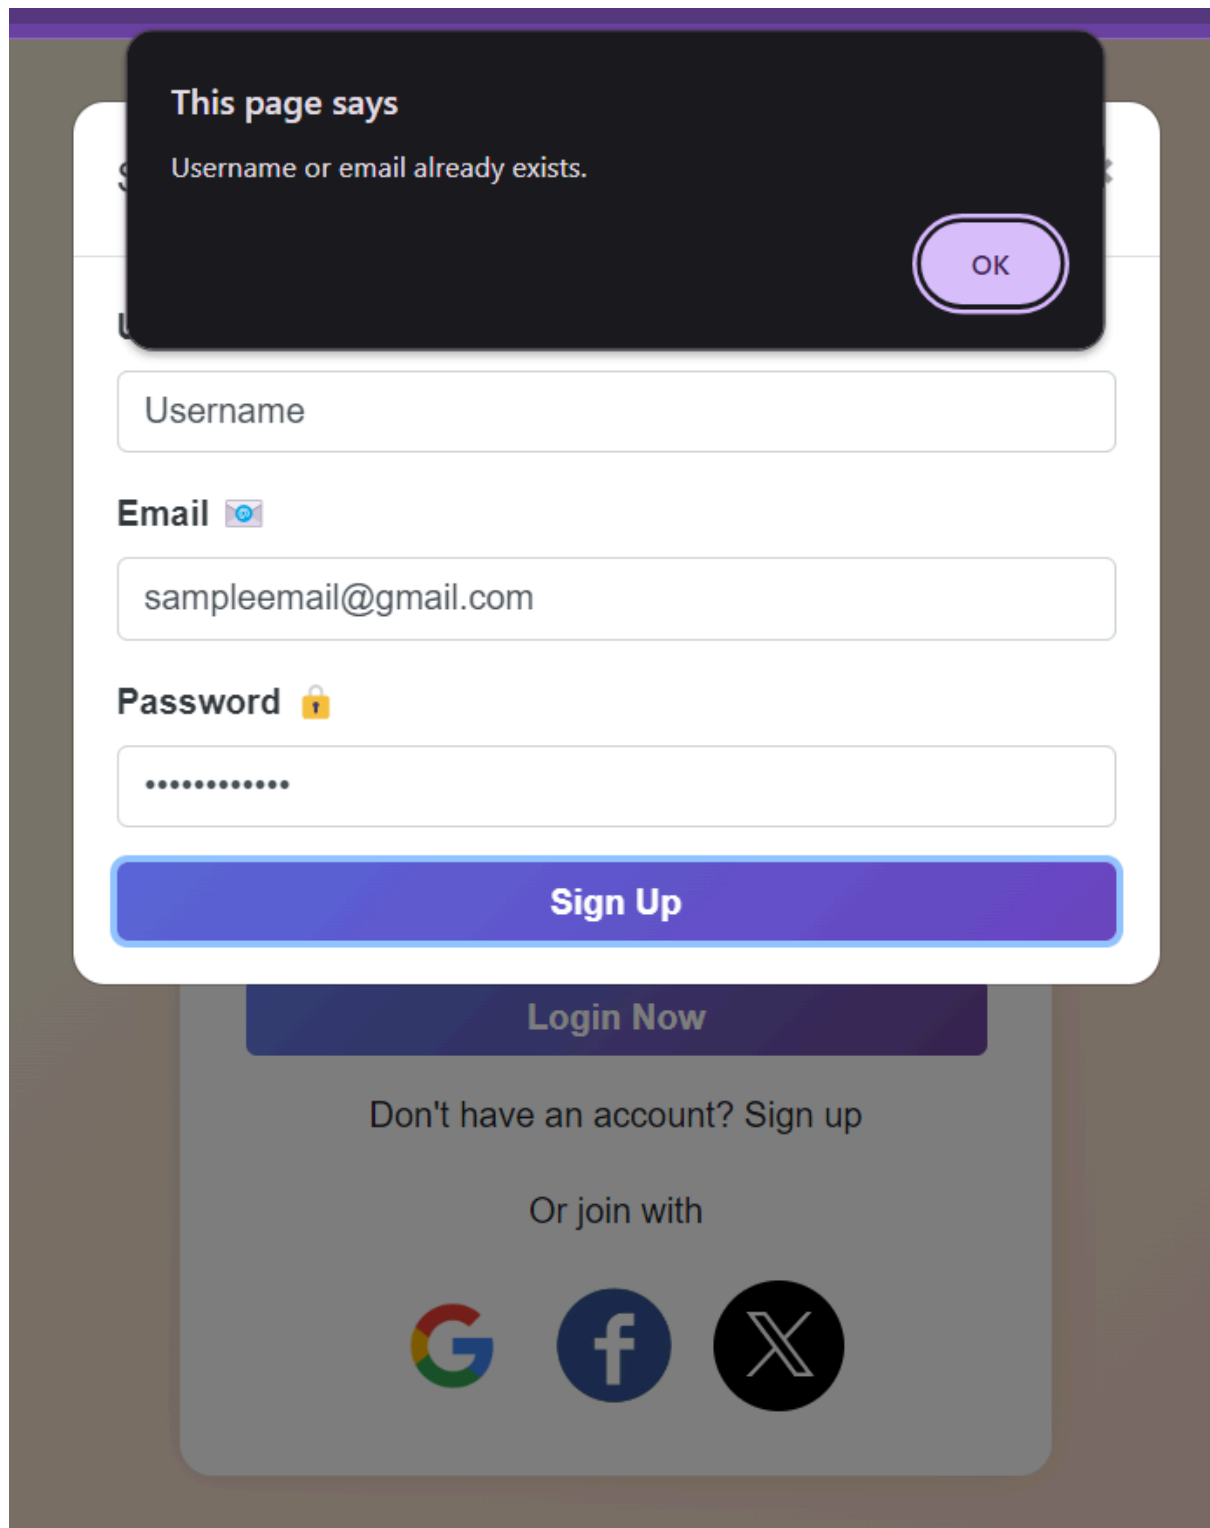 This page says
Username or email already exists.
OK
Username
Email
sampleemail@gmail.com
Password
••••••••••••
Sign Up
Login Now
Don't have an account? Sign up
Or join with